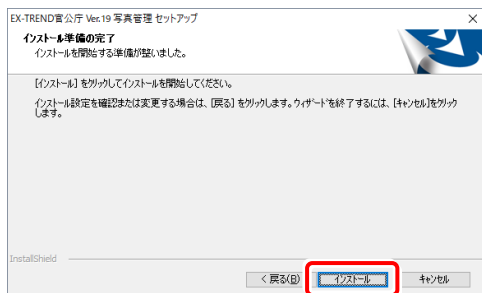 EX-TREND官公庁 Ver.19 写真管理 セットアップ
インストール準備の完了
インストールを開始する準備が整いました。
[インストール] をクリックしてインストールを開始してください。
インストール設定を確認または変更する場合は、[戻る] をクリックします。ウィザードを終了するには、[キャンセル]をクリック
します。
InstallShield
< 戻る(B)
インストール
キャンセル